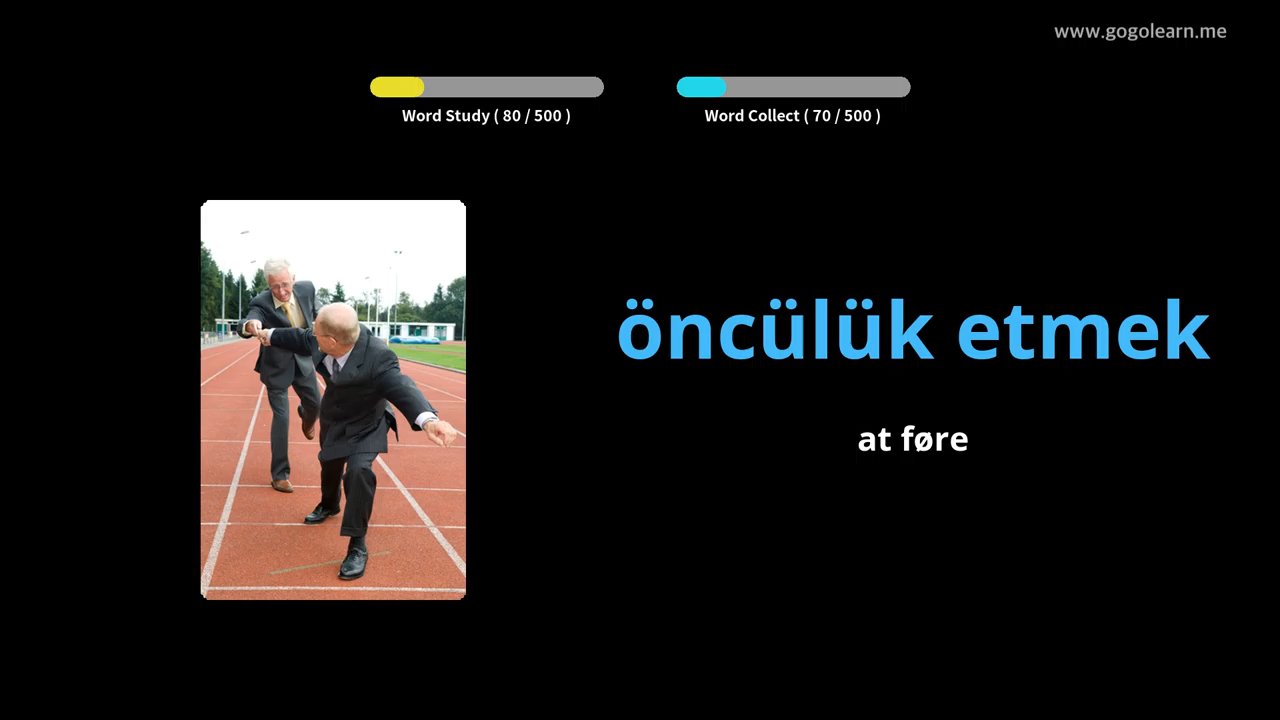 www.gogolearn.me
Word Study ( 80 / 500 )
Word Collect ( 70 / 500 )
öncülük etmek
at føre